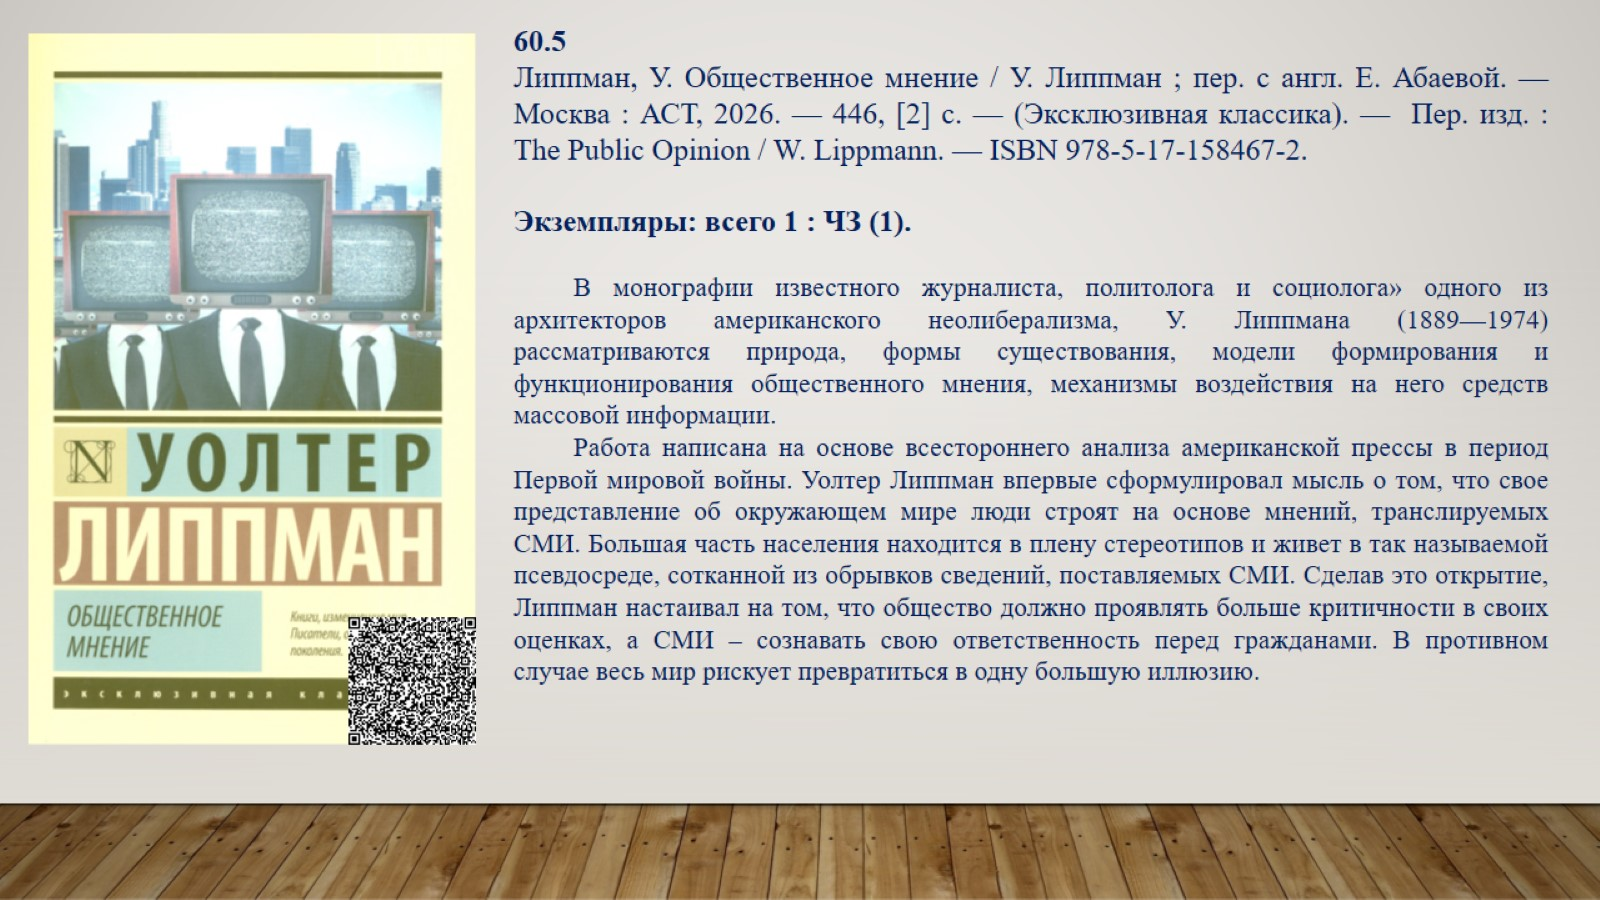 УОЛТЕР
ЛИППМАН
ОБЩЕСТВЕННОЕ
МНЕНИЕ
Книги,
Писатели,
поколения.
эксклюзивная
60.5
Липпман, У. Общественное мнение / У. Липпман ; пер. с англ. Е. Абаевой. —
Москва : АСТ, 2026. — 446, [2] с. — (Эксклюзивная классика). — Пер. изд. :
The Public Opinion / W. Lippmann. — ISBN 978-5-17-158467-2.
Экземпляры: всего 1 : ЧЗ (1).
В монографии известного журналиста, политолога и социолога» одного из
архитекторов американского неолиберализма, У. Липпмана (1889—1974)
рассматриваются природа, формы существования, модели формирования и
функционирования общественного мнения, механизмы воздействия на него средств
массовой информации.
Работа написана на основе всестороннего анализа американской прессы в период
Первой мировой войны. Уолтер Липпман впервые сформулировал мысль о том, что свое
представление об окружающем мире люди строят на основе мнений, транслируемых
СМИ. Большая часть населения находится в плену стереотипов и живет в так называемой
псевдосреде, сотканной из обрывков сведений, поставляемых СМИ. Сделав это открытие,
Липпман настаивал на том, что общество должно проявлять больше критичности в своих
оценках, а СМИ – сознавать свою ответственность перед гражданами. В противном
случае весь мир рискует превратиться в одну большую иллюзию.